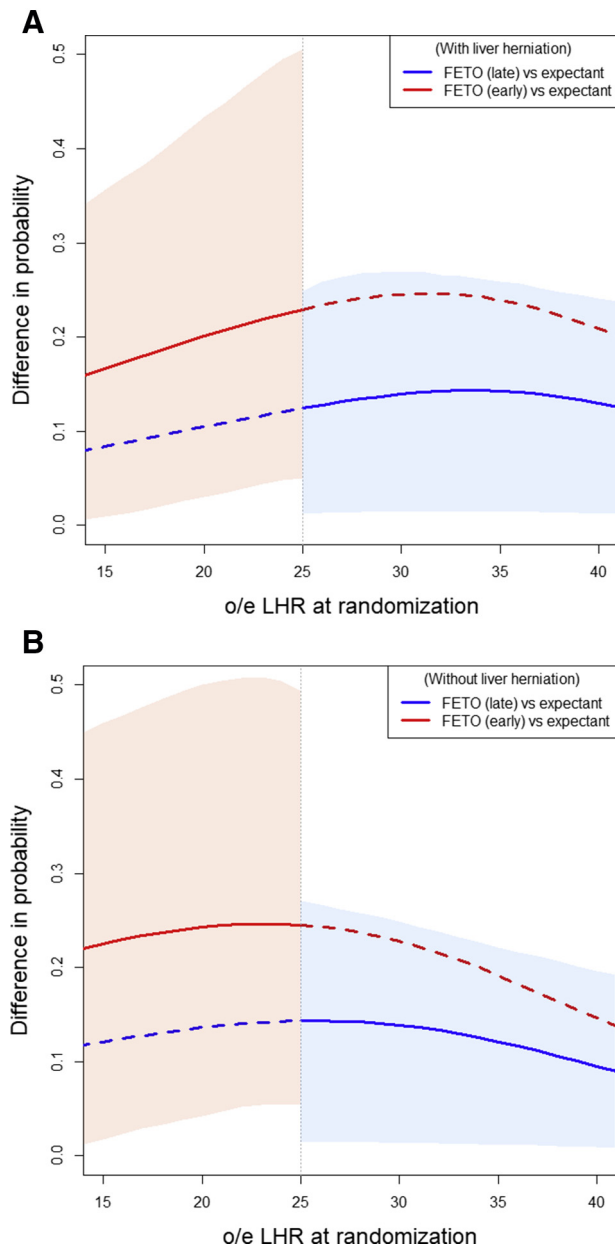 A
(With liver herniation)
FETO (late) vs expectant
FETO (early) vs expectant
Difference in probability
0.5
0.4
0.3
0.2
0.1
0.0
15 20 25 30 35 40
o/e LHR at randomization
B
(Without liver herniation)
FETO (late) vs expectant
FETO (early) vs expectant
Difference in probability
0.5
0.4
0.3
0.2
0.1
0.0
15 20 25 30 35 40
o/e LHR at randomization